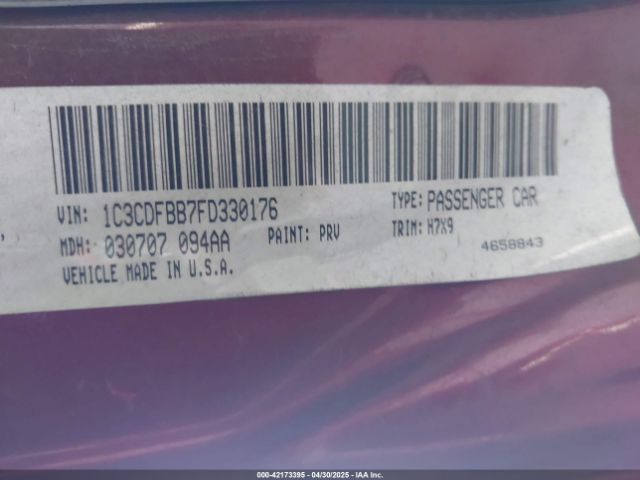 VIN: 1C3CDFBB7FD330176 TYPE: PASSENGER CAR
MDH: 030707 094AA PAINT: PRV TRIM: H7X9
VEHICLE MADE IN U.S.A. 4658843
000-42173395 - 04/30/2025 - IAA Inc.